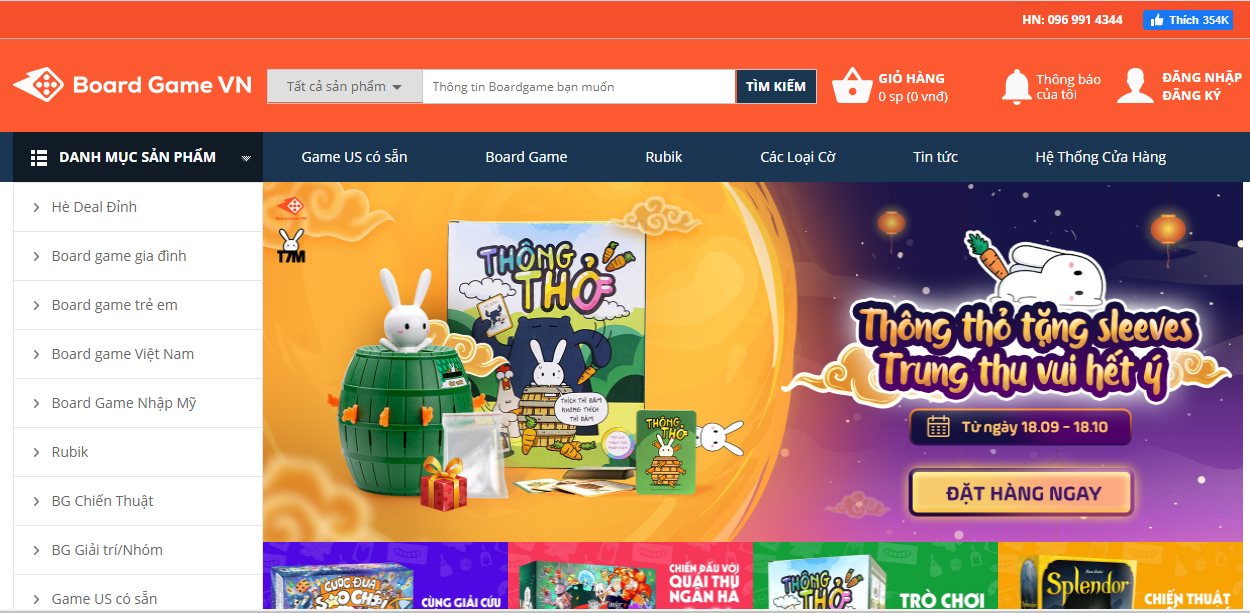 HN: 096 991 4344
Thích 354K
Board Game VN
Tất cả sản phẩm
Thông tin Boardgame bạn muốn
TÌM KIẾM
GIỎ HÀNG
0 sp (0 vnđ)
Thông báo
của tôi
ĐĂNG NHẬP
ĐĂNG KÝ
DANH MỤC SẢN PHẨM
Game US có sẵn
Board Game
Rubik
Các Loại Cờ
Tin tức
Hệ Thống Cửa Hàng
Hè Deal Đỉnh
Board game gia đình
Board game trẻ em
Board game Việt Nam
Board Game Nhập Mỹ
Rubik
BG Chiến Thuật
BG Giải trí/Nhóm
Game US có sẵn
Board Game VN
T7M
THÔNG
THỎ
THÍCH THÌ ĐÂM
KHÔNG THÍCH
THÌ ĐÂM
THÔNG
THỎ
Thông thỏ tặng sleeves
Trung thu vui hết ý
Từ ngày 18.09 - 18.10
ĐẶT HÀNG NGAY
CUỘC ĐUA
SAO CHỔI
CÙNG GIẢI CỨU
CHIẾN ĐẤU VỚI
QUÁI THÚ
NGÂN HÀ
THÔNG
THỎ
TRÒ CHƠI
Splendor
CHIẾN THUẬT